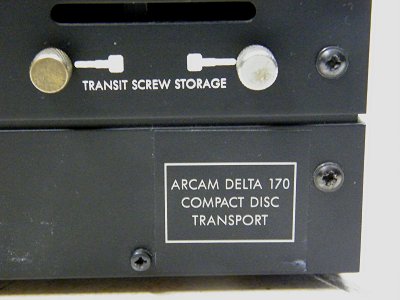 TRANSIT SCREW STORAGE
ARCAM DELTA 170
COMPACT DISC
TRANSPORT